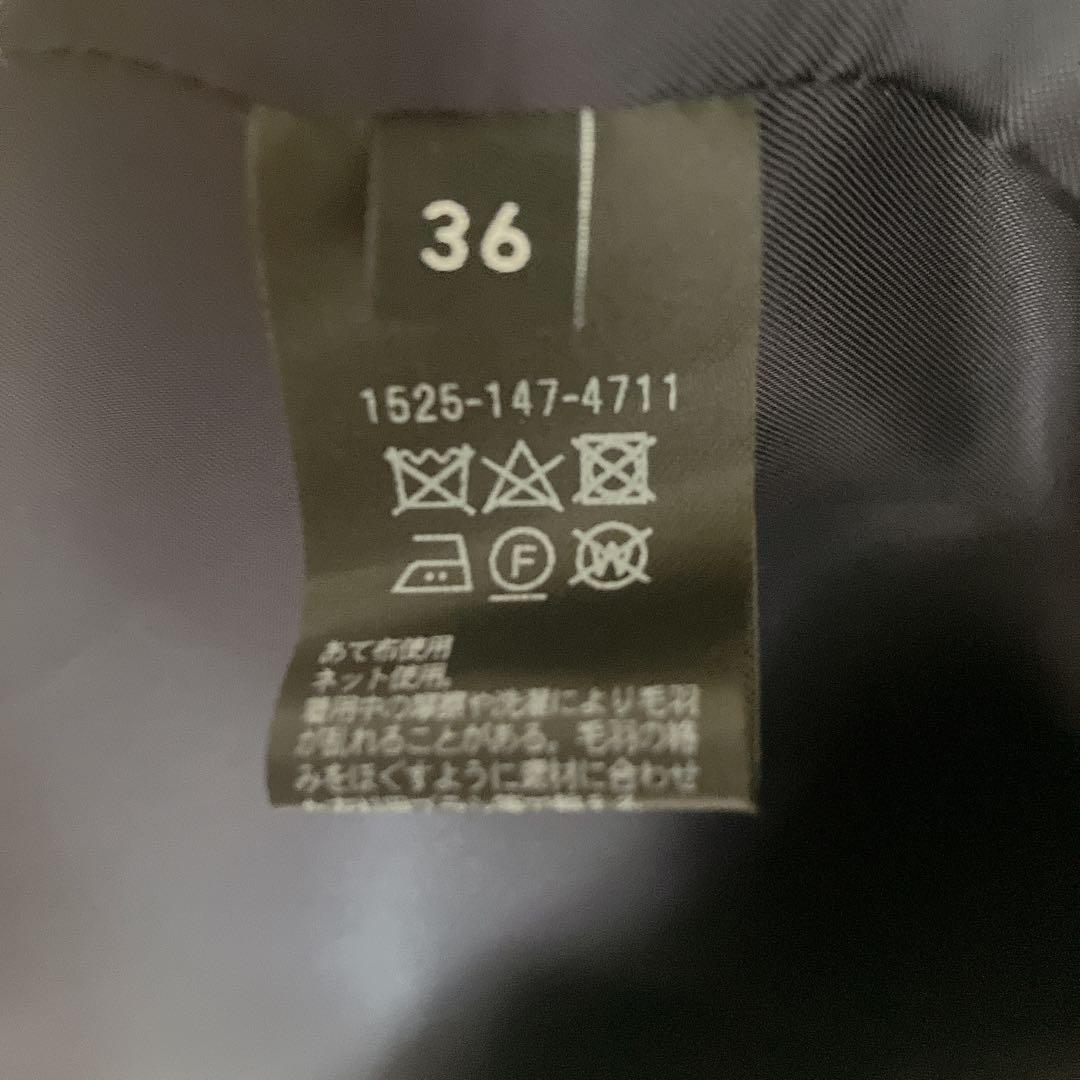 36
1525-147-4711
F
W
あて布使用
ネット使用。
着用中の摩擦や洗濯により毛羽
が乱れることがある。毛羽の絡
みをほぐすように素材に合わせ